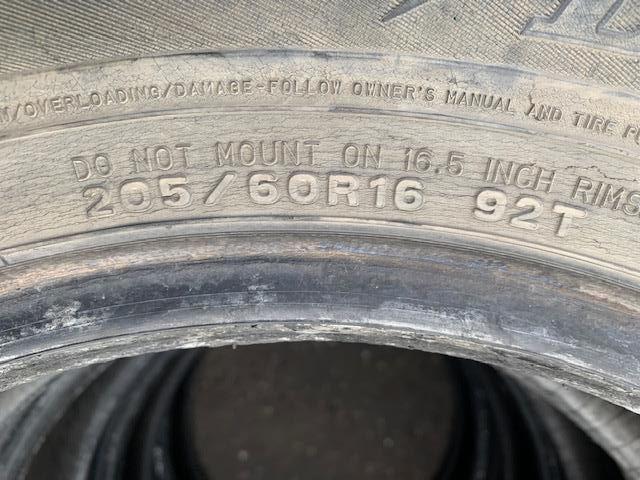 /OVERLOADING/DAMAGE-FOLLOW OWNER'S MANUAL AND TIRE
DO NOT MOUNT ON 16.5 INCH RIMS
205/60R16 92T